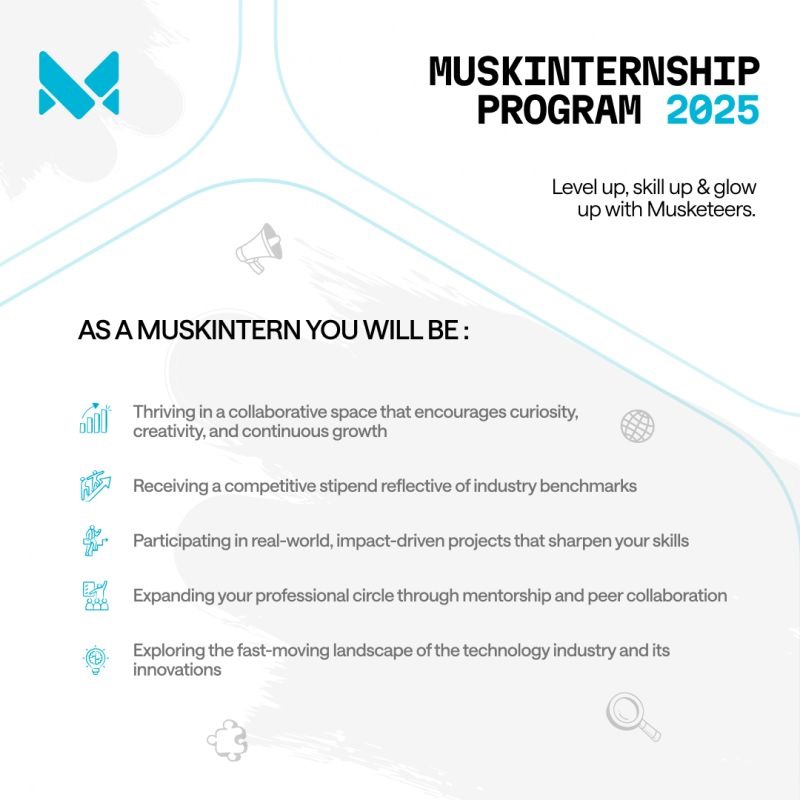 MUSKINTERNSHIP
PROGRAM 2025
Level up, skill up & glow
up with Musketeers.
AS A MUSKINTERN YOU WILL BE :
Thriving in a collaborative space that encourages curiosity,
creativity, and continuous growth
Receiving a competitive stipend reflective of industry benchmarks
Participating in real-world, impact-driven projects that sharpen your skills
Expanding your professional circle through mentorship and peer collaboration
Exploring the fast-moving landscape of the technology industry and its
innovations